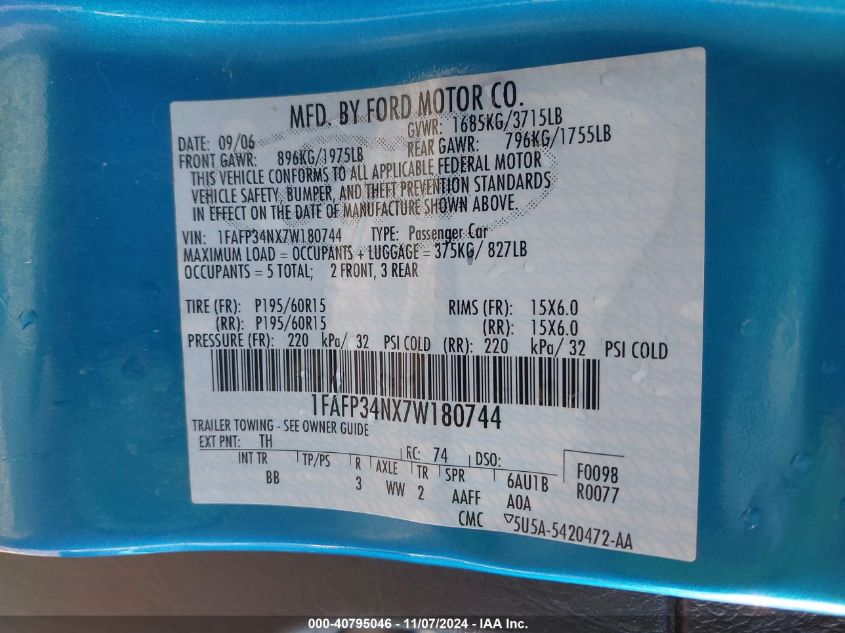 MFD. BY FORD MOTOR CO.
DATE: 09/06 GVWR: 1685KG/3715LB
FRONT GAWR: 896KG/1975LB REAR GAWR: 796KG/1755LB
THIS VEHICLE CONFORMS TO ALL APPLICABLE FEDERAL MOTOR
VEHICLE SAFETY, BUMPER, AND THEFT PREVENTION STANDARDS
IN EFFECT ON THE DATE OF MANUFACTURE SHOWN ABOVE.
VIN: 1FAFP34NX7W180744 TYPE: Passenger Car
MAXIMUM LOAD = OCCUPANTS + LUGGAGE = 375KG/ 827LB
OCCUPANTS = 5 TOTAL; 2 FRONT, 3 REAR
TIRE (FR): P195/60R15 RIMS (FR): 15X6.0
(RR): P195/60R15 (RR): 15X6.0
PRESSURE (FR): 220 kPa/ 32 PSI COLD (RR): 220 kPa/ 32 PSI COLD
1FAFP34NX7W180744
TRAILER TOWING - SEE OWNER GUIDE
EXT PNT: TH RC: 74 DSO: F0098
INT TR TP/PS R AXLE TR SPR 6AU1B R0077
BB 3 WW 2 AAFF A0A
CMC ▽5U5A-5420472-AA
000-40795046 - 11/07/2024 - IAA Inc.